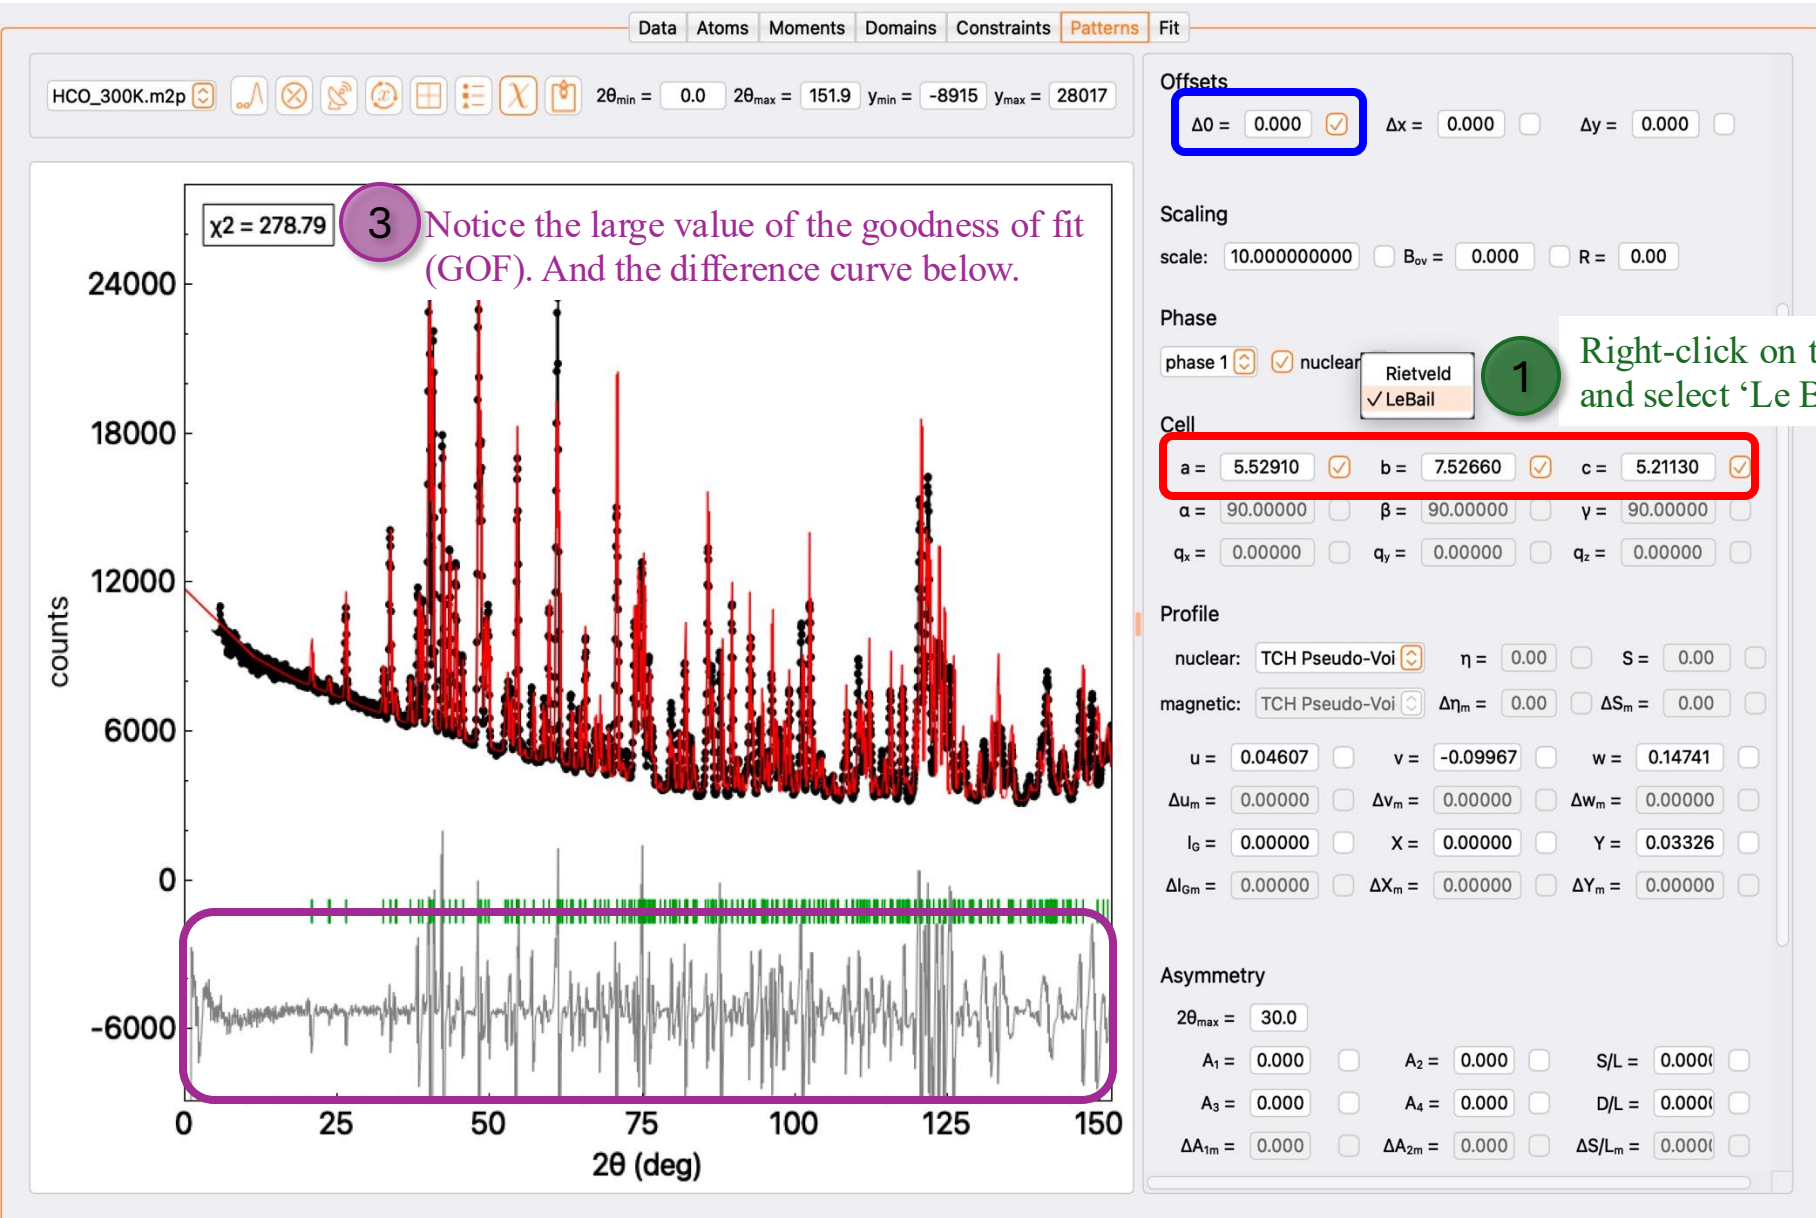 Data Atoms Moments Domains Constraints Patterns Fit
HCO_300K.m2p x χ 2θmin = 0.0 2θmax = 151.9 ymin = -8915 ymax = 28017
χ2 = 278.79
3
Notice the large value of the goodness of fit
(GOF). And the difference curve below.
24000
18000
12000
6000
0
-6000
counts
0 25 50 75 100 125 150
2θ (deg)
Offsets
Δ0 = 0.000 Δx = 0.000 Δy = 0.000
Scaling
scale: 10.000000000 Bov = 0.000 R = 0.00
Phase
phase 1 nuclear
Rietveld
✓ LeBail
1
Right-click on t
and select ‘Le B
Cell
a = 5.52910 b = 7.52660 c = 5.21130
α = 90.00000 β = 90.00000 γ = 90.00000
qx = 0.00000 qy = 0.00000 qz = 0.00000
Profile
nuclear: TCH Pseudo-Voi η = 0.00 S = 0.00
magnetic: TCH Pseudo-Voi Δηm = 0.00 ΔSm = 0.00
u = 0.04607 v = -0.09967 w = 0.14741
Δum = 0.00000 Δvm = 0.00000 Δwm = 0.00000
IG = 0.00000 X = 0.00000 Y = 0.03326
ΔIGm = 0.00000 ΔXm = 0.00000 ΔYm = 0.00000
Asymmetry
2θmax = 30.0
A1 = 0.000 A2 = 0.000 S/L = 0.000
A3 = 0.000 A4 = 0.000 D/L = 0.000
ΔA1m = 0.000 ΔA2m = 0.000 ΔS/Lm = 0.000